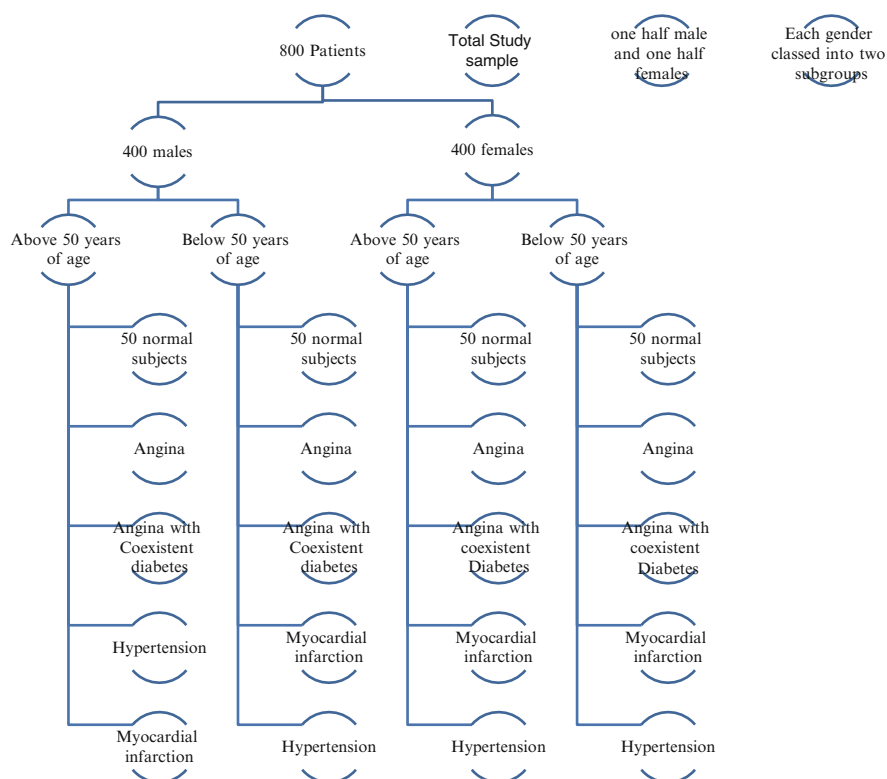 800 Patients
Total Study
sample
one half male
and one half
females
Each gender
classed into two
subgroups
400 males
400 females
Above 50 years
of age
Below 50 years
of age
Above 50 years
of age
Below 50 years
of age
50 normal
subjects
50 normal
subjects
50 normal
subjects
50 normal
subjects
Angina
Angina
Angina
Angina
Angina with
Coexistent
diabetes
Angina with
Coexistent
diabetes
Angina with
coexistent
Diabetes
Angina with
coexistent
Diabetes
Hypertension
Myocardial
infarction
Myocardial
infarction
Myocardial
infarction
Myocardial
infarction
Hypertension
Hypertension
Hypertension